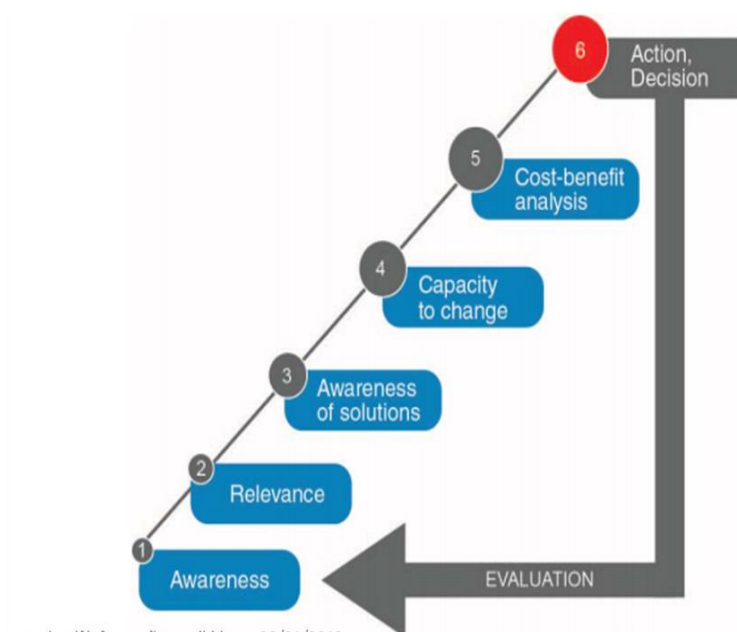 6
Action,
Decision
5
Cost-benefit
analysis
4
Capacity
to change
3
Awareness
of solutions
2
Relevance
1
Awareness
EVALUATION